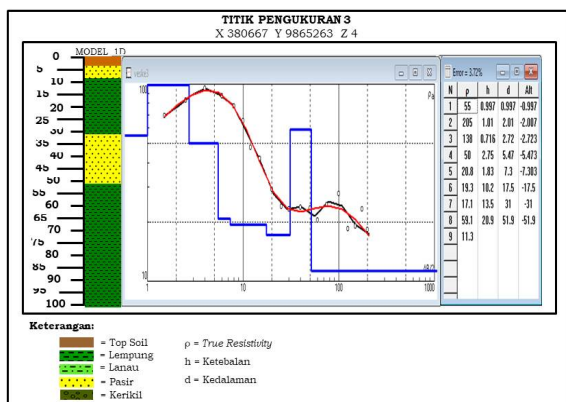 TITIK PENGUKURAN 3
X 380667 Y 9865263 Z 4
MODEL 1D
0
5
10
15
20
25
30
35
40
45
50
55
60
65
70
75
80
85
90
95
100
100
ρa
10
1
10
100
1000
Error = 3.72%
N ρ h d Alt
1 55 0.997 0.997 -0.997
2 205 1.01 2.01 -2.007
3 138 0.716 2.72 -2.723
4 50 2.75 5.47 -5.473
5 20.8 1.83 7.3 -7.303
6 19.3 10.2 17.5 -17.5
7 17.1 13.5 31 -31
8 59.1 20.9 51.9 -51.9
9 11.3
Keterangan:
= Top Soil
= Lempung
= Lanau
= Pasir
= Kerikil
ρ = True Resistivity
h = Ketebalan
d = Kedalaman